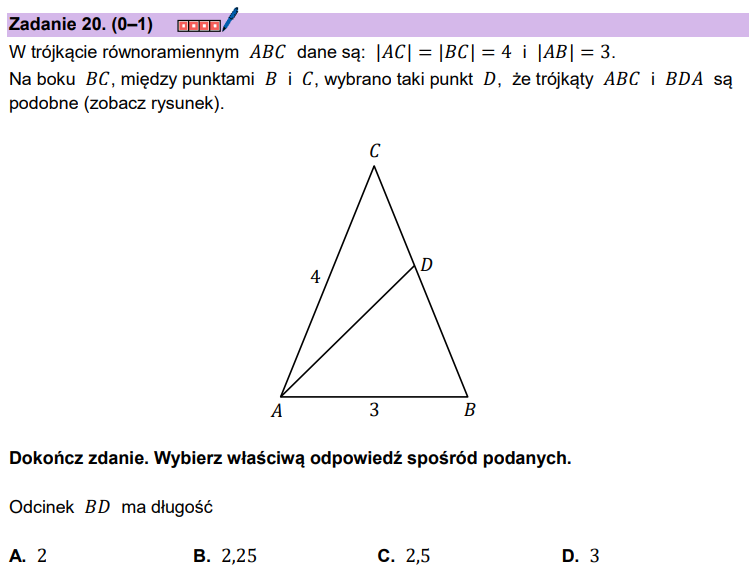 Zadanie 20. (0–1)
W trójkącie równoramiennym ABC dane są: |AC| = |BC| = 4 i |AB| = 3.
Na boku BC, między punktami B i C, wybrano taki punkt D, że trójkąty ABC i BDA są
podobne (zobacz rysunek).
C
D
4
A
3
B
Dokończ zdanie. Wybierz właściwą odpowiedź spośród podanych.
Odcinek BD ma długość
A. 2 B. 2,25 C. 2,5 D. 3